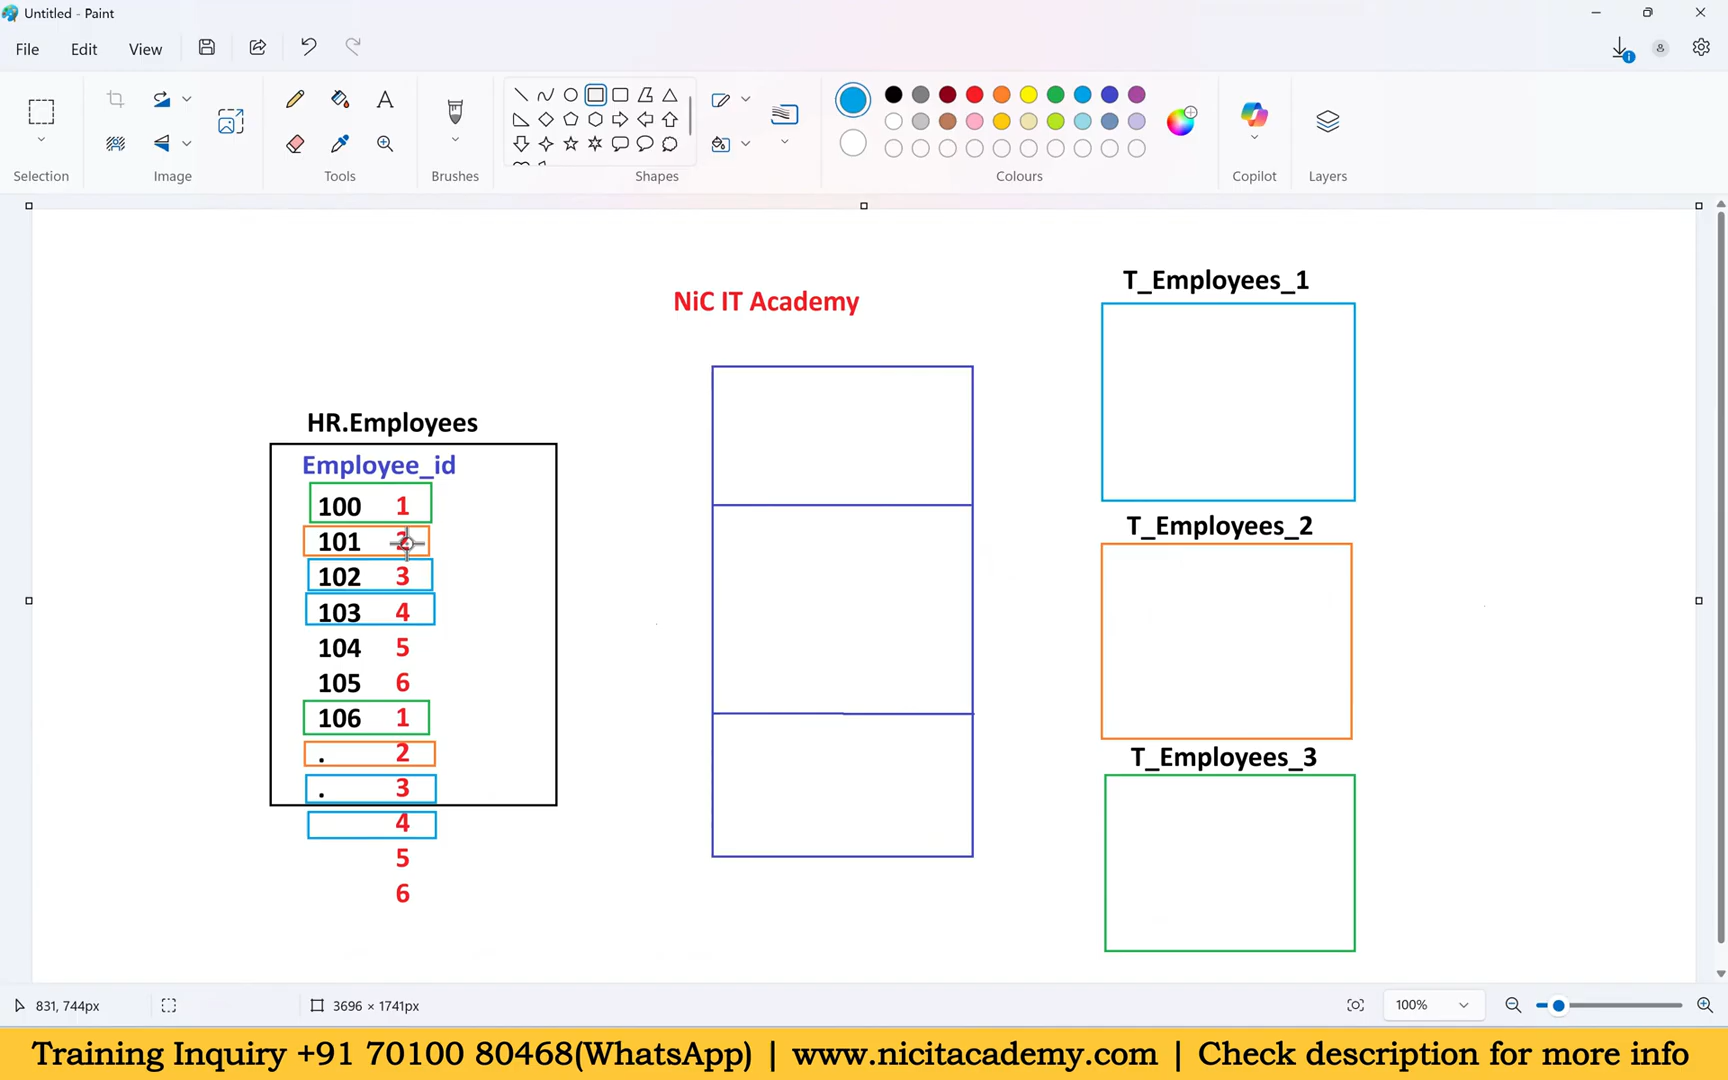 Untitled - Paint
File Edit View
Selection Image Tools Brushes Shapes Colours Copilot Layers
NiC IT Academy
HR.Employees
Employee_id
100 1
101 2
102 3
103 4
104 5
105 6
106 1
. 2
. 3
4
5
6
T_Employees_1
T_Employees_2
T_Employees_3
831, 744px 3696 × 1741px 100%
Training Inquiry +91 70100 80468(WhatsApp) | www.nicitacademy.com | Check description for more info